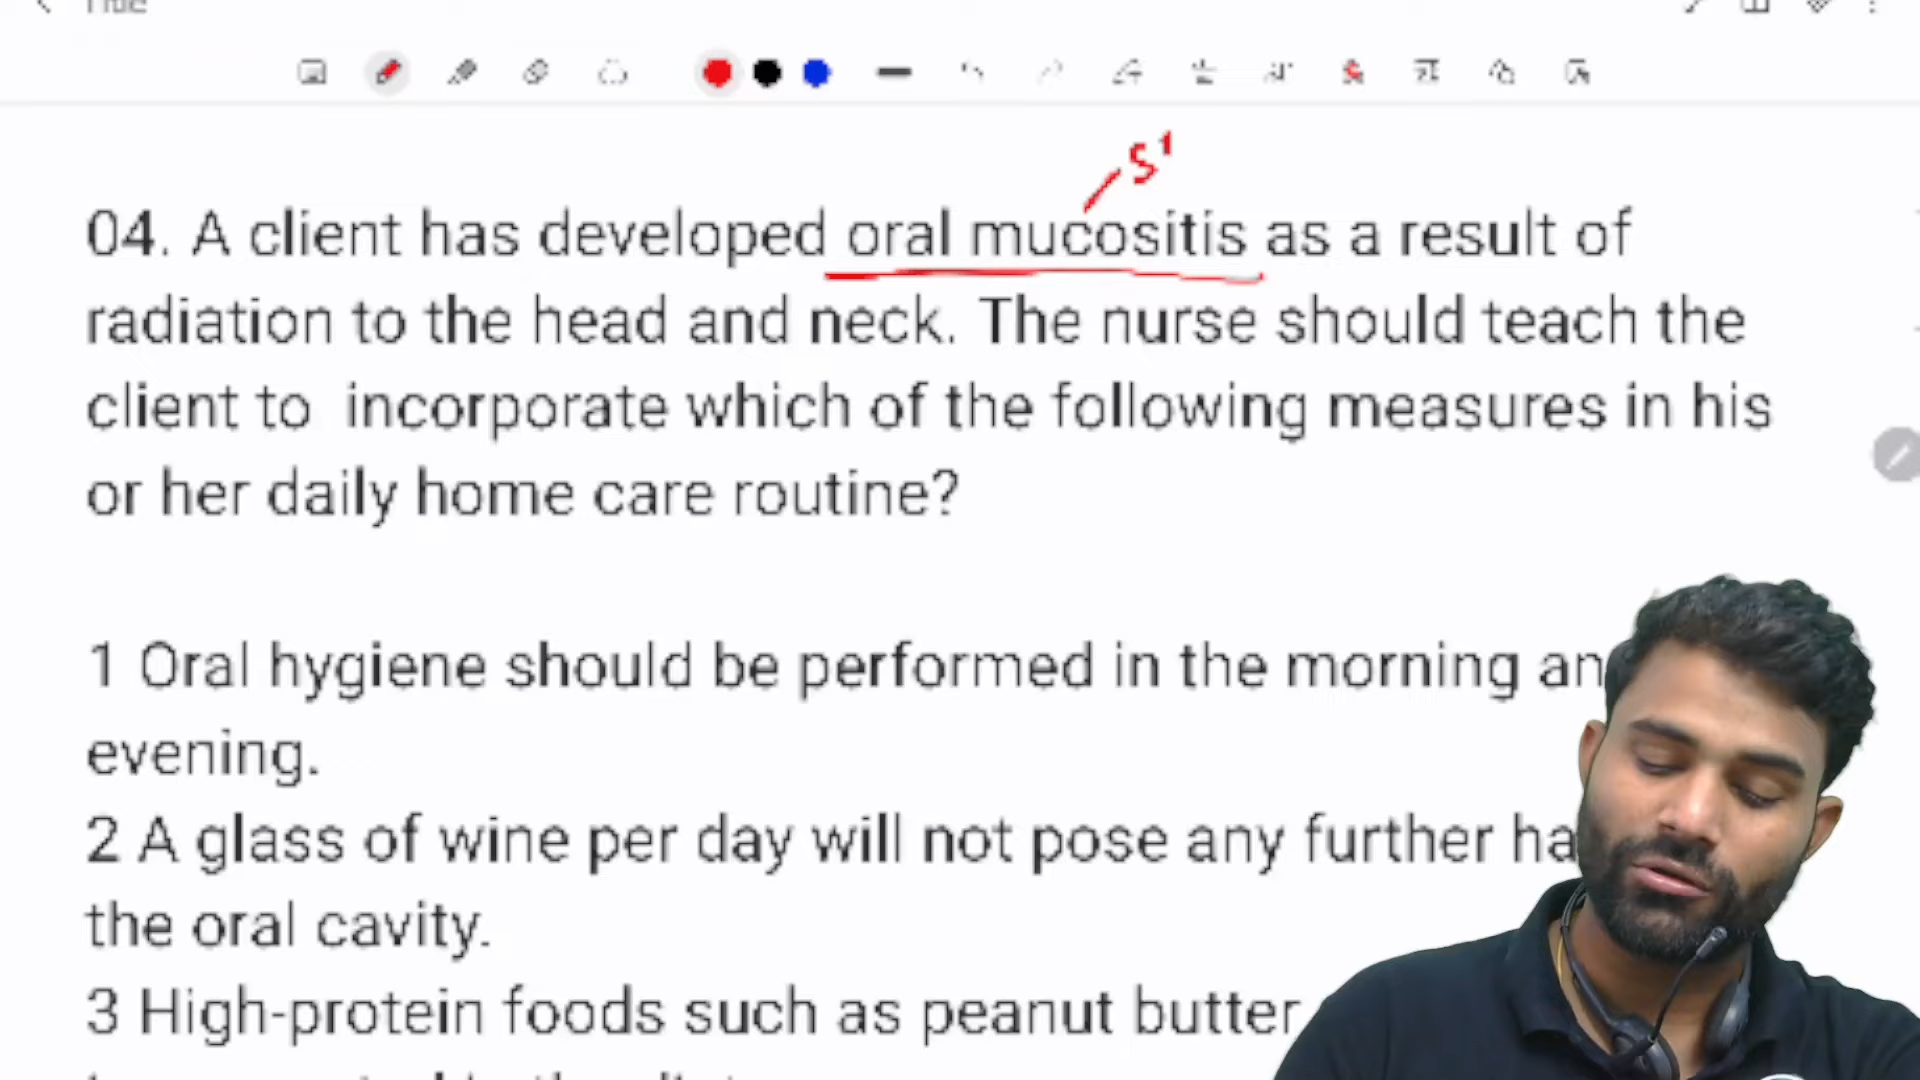 Title
S'
04. A client has developed oral mucositis as a result of
radiation to the head and neck. The nurse should teach the
client to incorporate which of the following measures in his
or her daily home care routine?
1 Oral hygiene should be performed in the morning an
evening.
2 A glass of wine per day will not pose any further ha
the oral cavity.
3 High-protein foods such as peanut butter